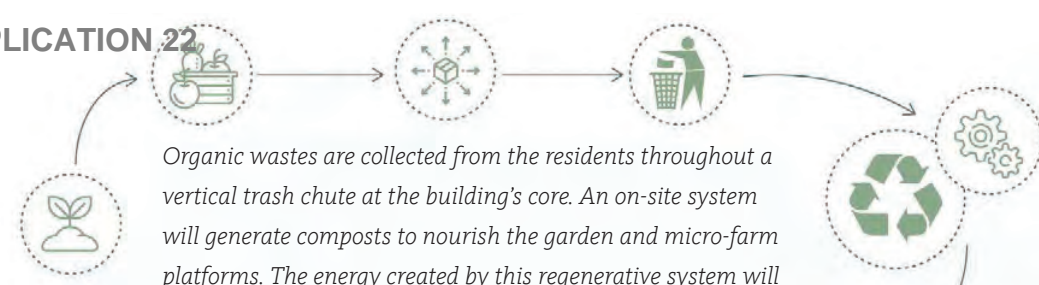 PLICATION 22
Organic wastes are collected from the residents throughout a
vertical trash chute at the building's core. An on-site system
will generate composts to nourish the garden and micro-farm
platforms. The energy created by this regenerative system will